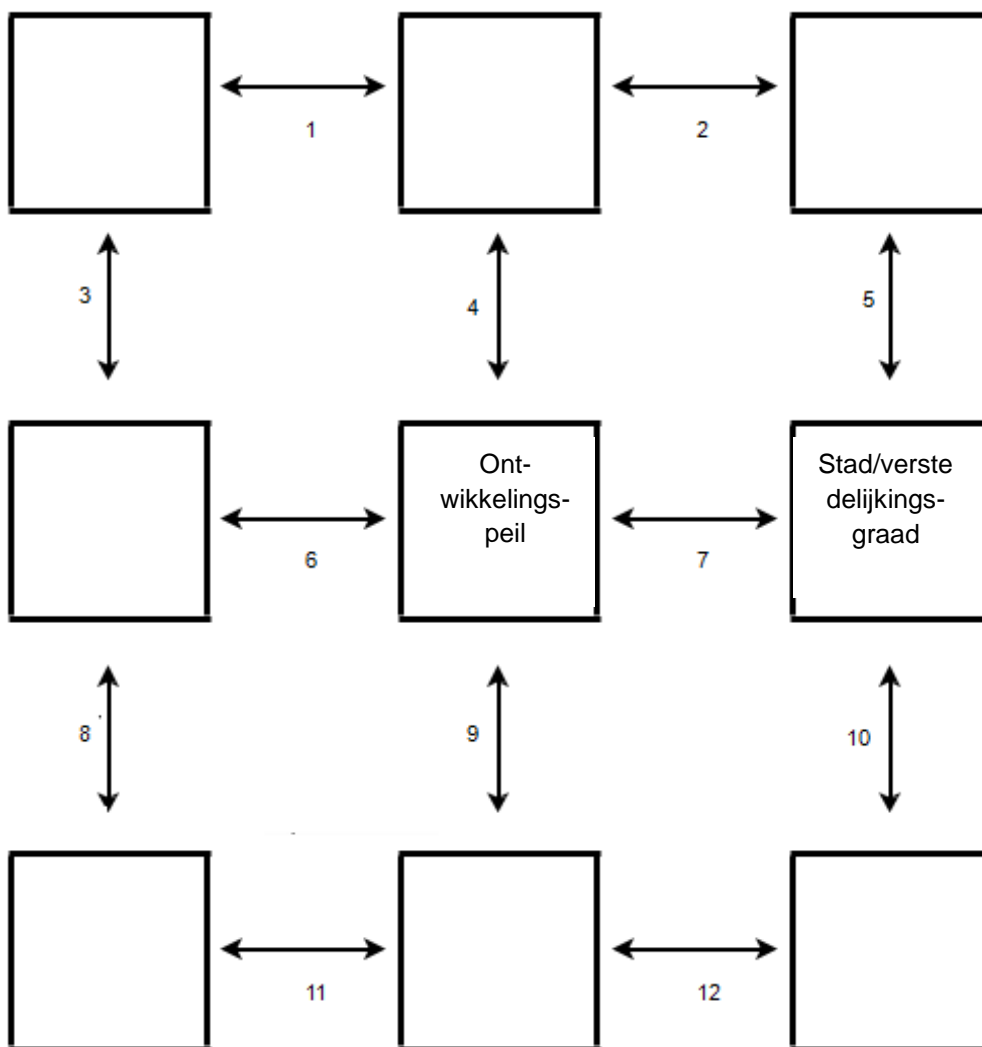 1
2
3
4
5
Ont-
wikkelings-
peil
Stad/verste
delijkings-
graad
6
7
8
9
10
11
12